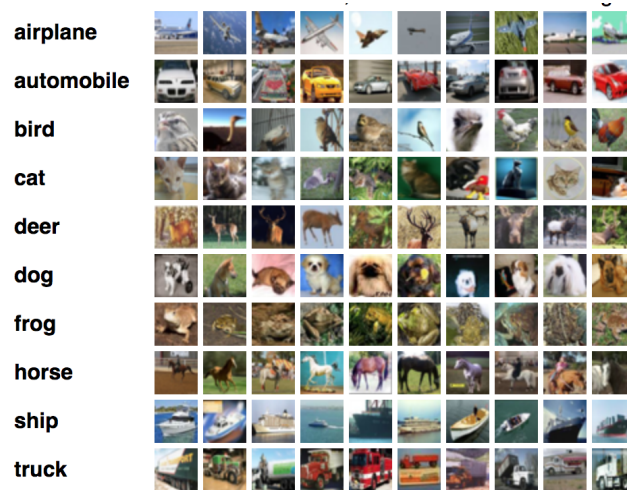 airplane
automobile
bird
cat
deer
dog
frog
horse
ship
truck